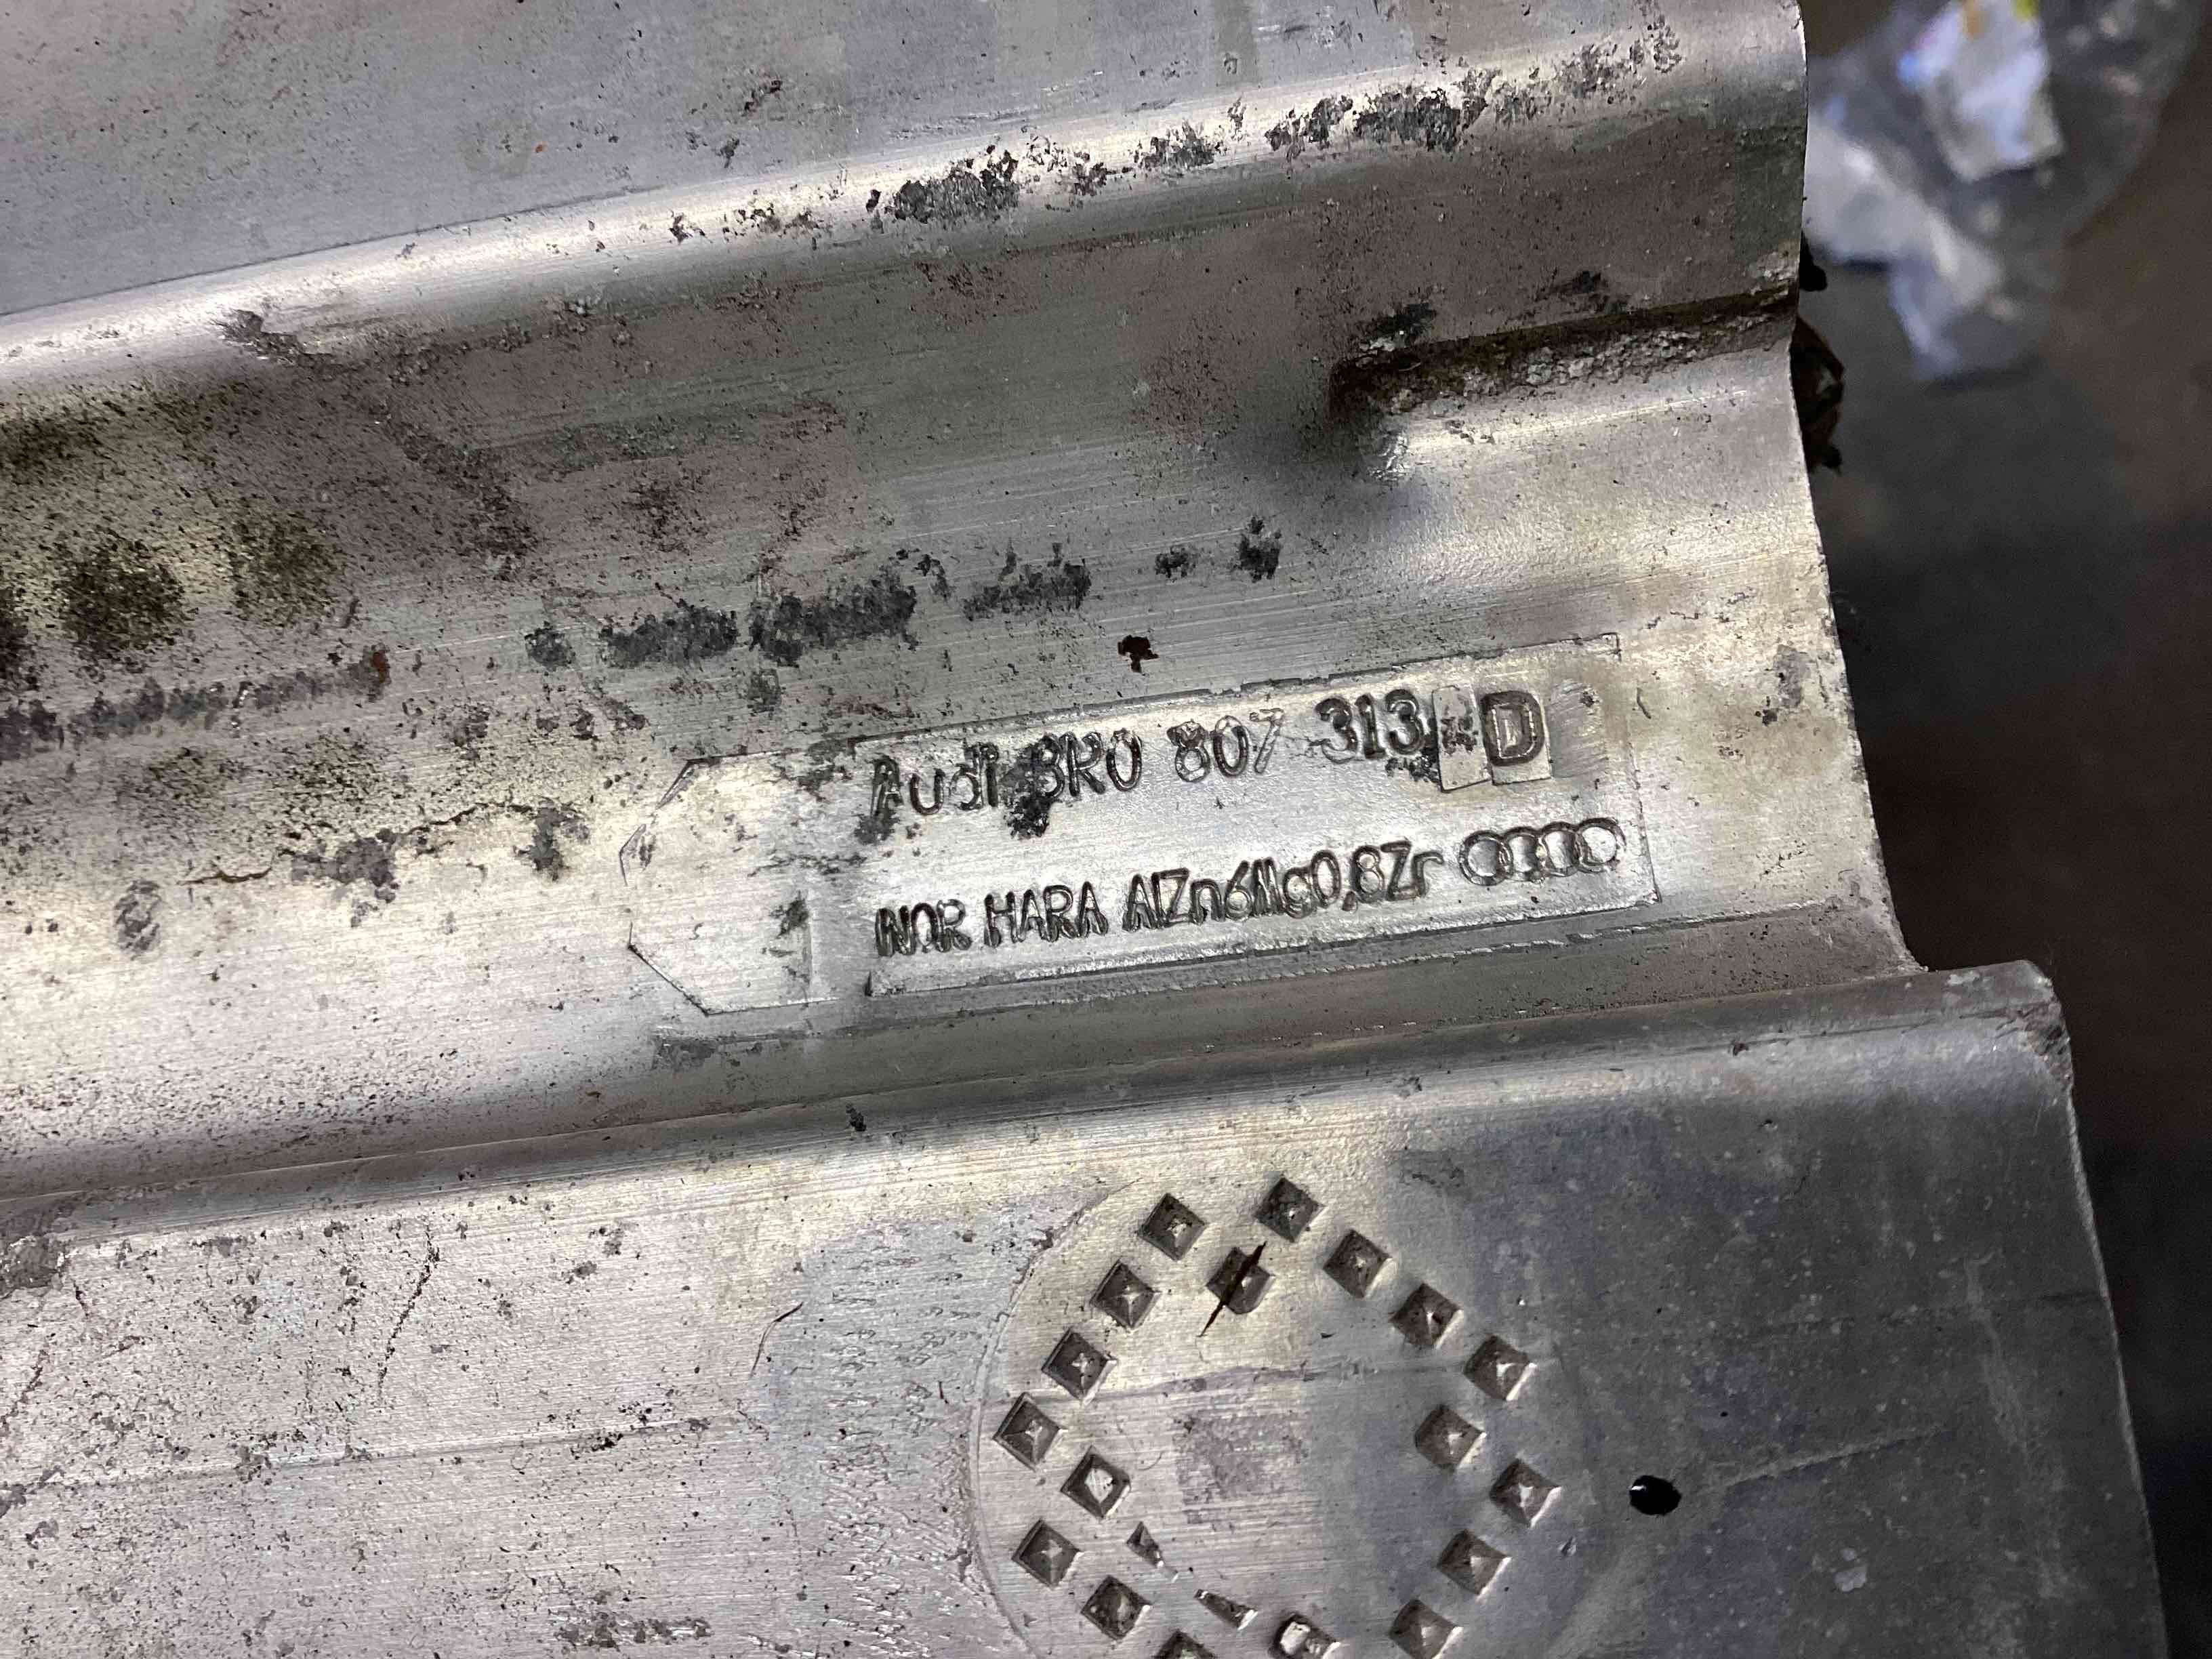 Audi 8R0 807 313 D
NOR HARA AlZn6Mg0,8Zr